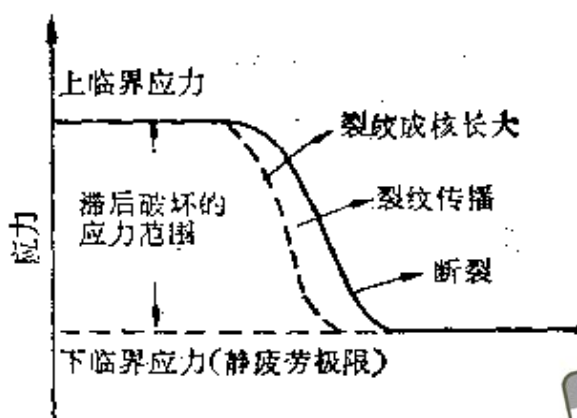 上临界应力
裂纹成核长大
滞后破坏的
应力范围
裂纹传播
应力
断裂
下临界应力(静疲劳极限)